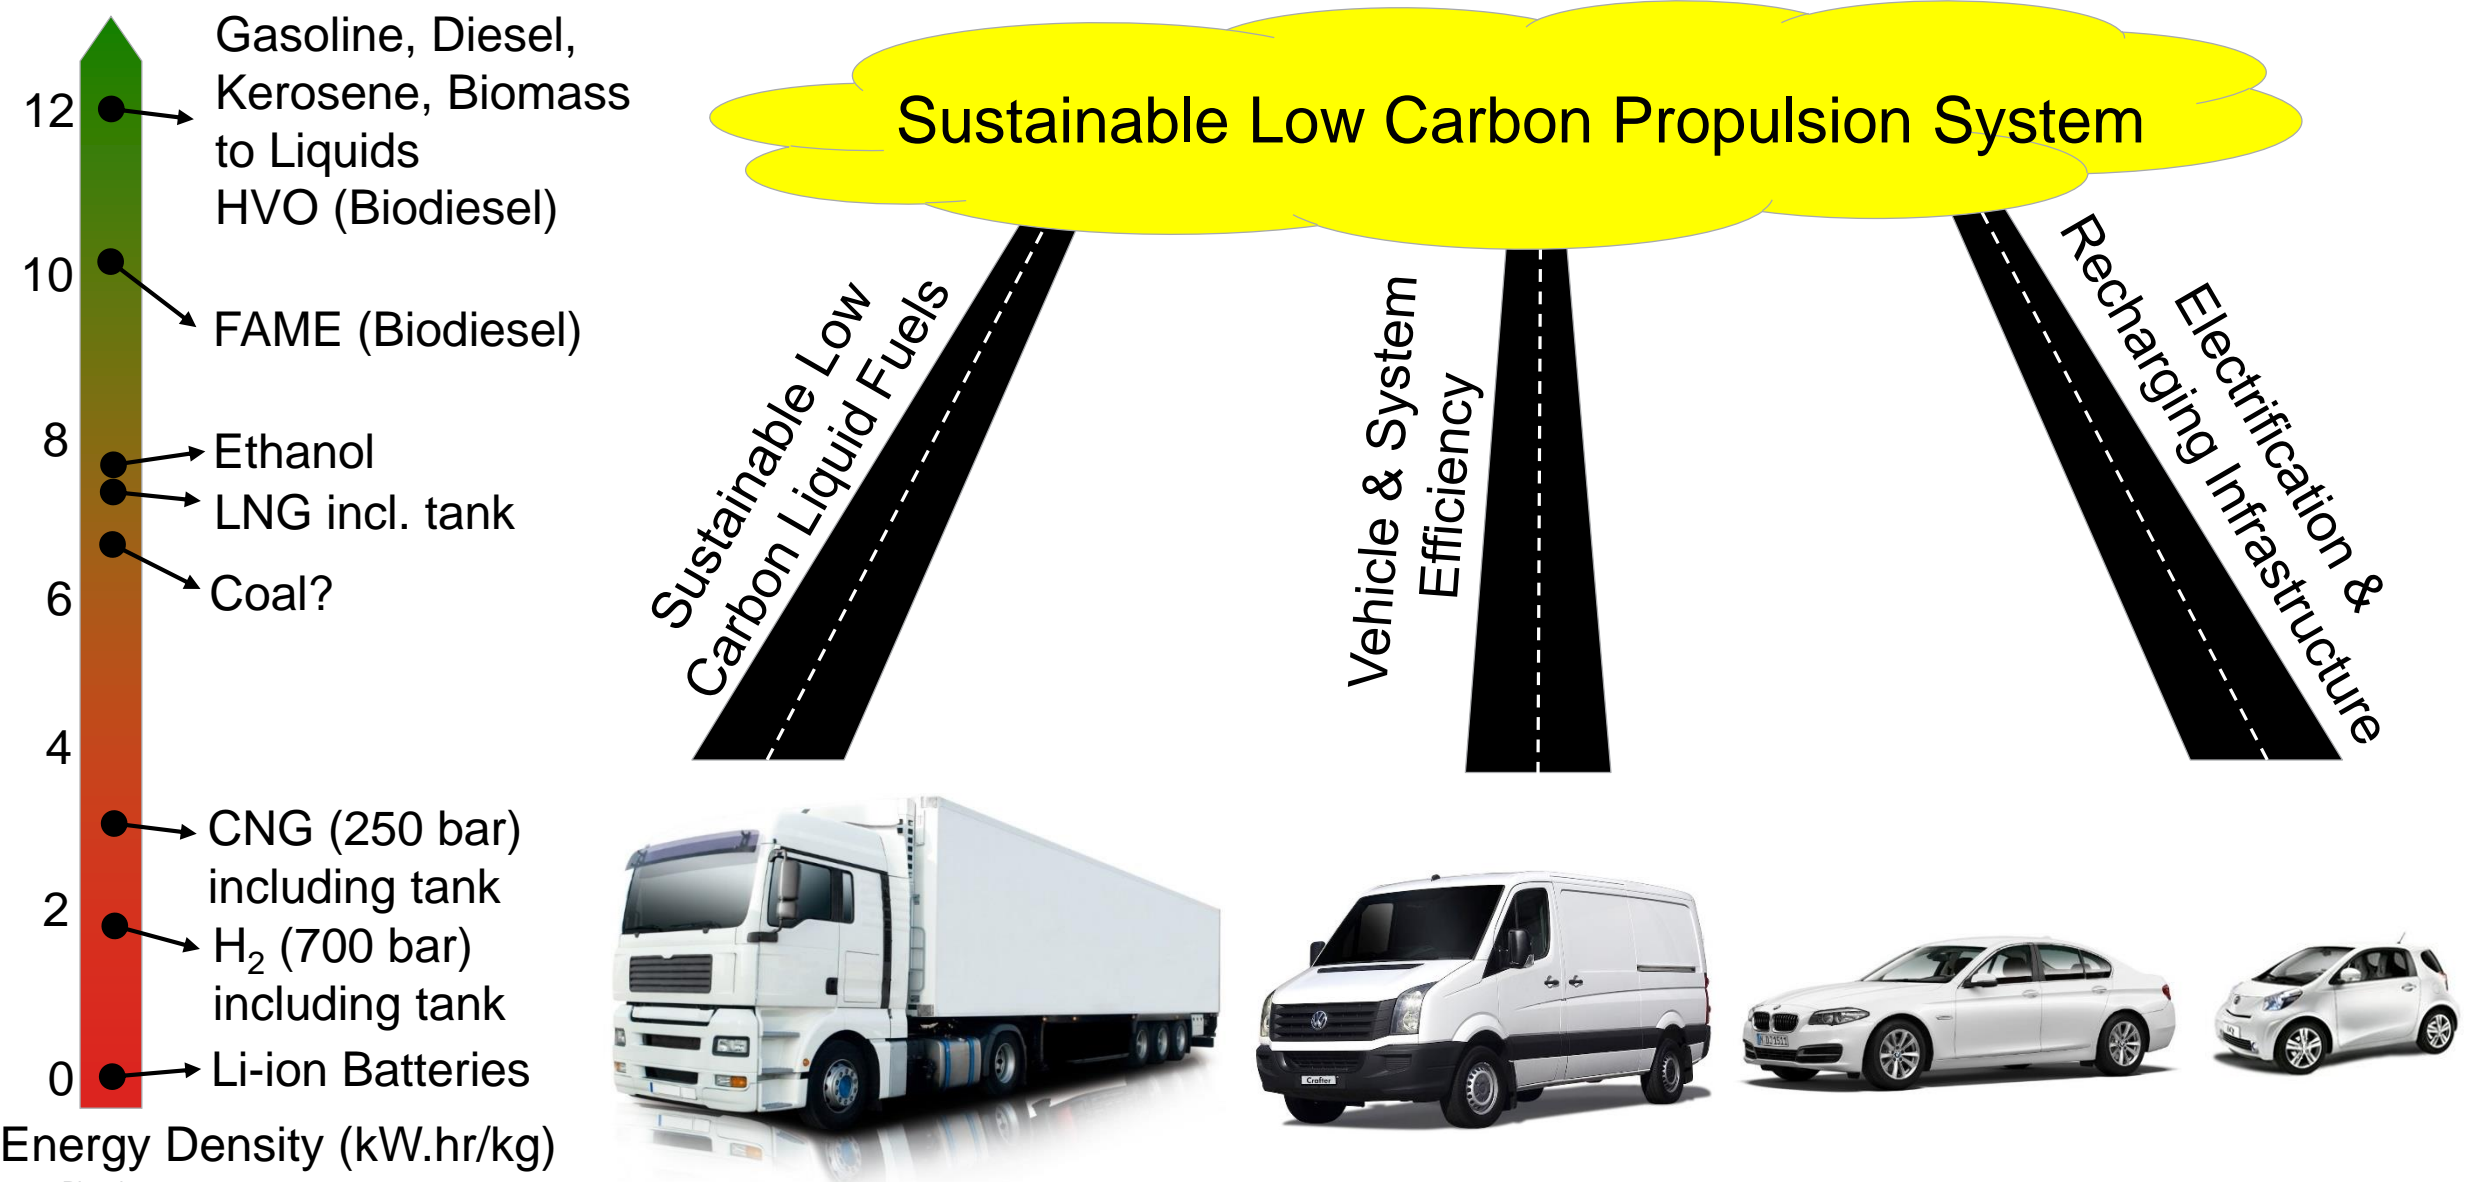 Sustainable Low Carbon Propulsion System
12
10
8
6
4
2
0
Gasoline, Diesel,
Kerosene, Biomass
to Liquids
HVO (Biodiesel)
FAME (Biodiesel)
Ethanol
LNG incl. tank
Coal?
CNG (250 bar)
including tank
H₂ (700 bar)
including tank
Li-ion Batteries
Energy Density (kW.hr/kg)
Sustainable Low
Carbon Liquid Fuels
Vehicle & System
Efficiency
Electrification &
Recharging Infrastructure
Crafter